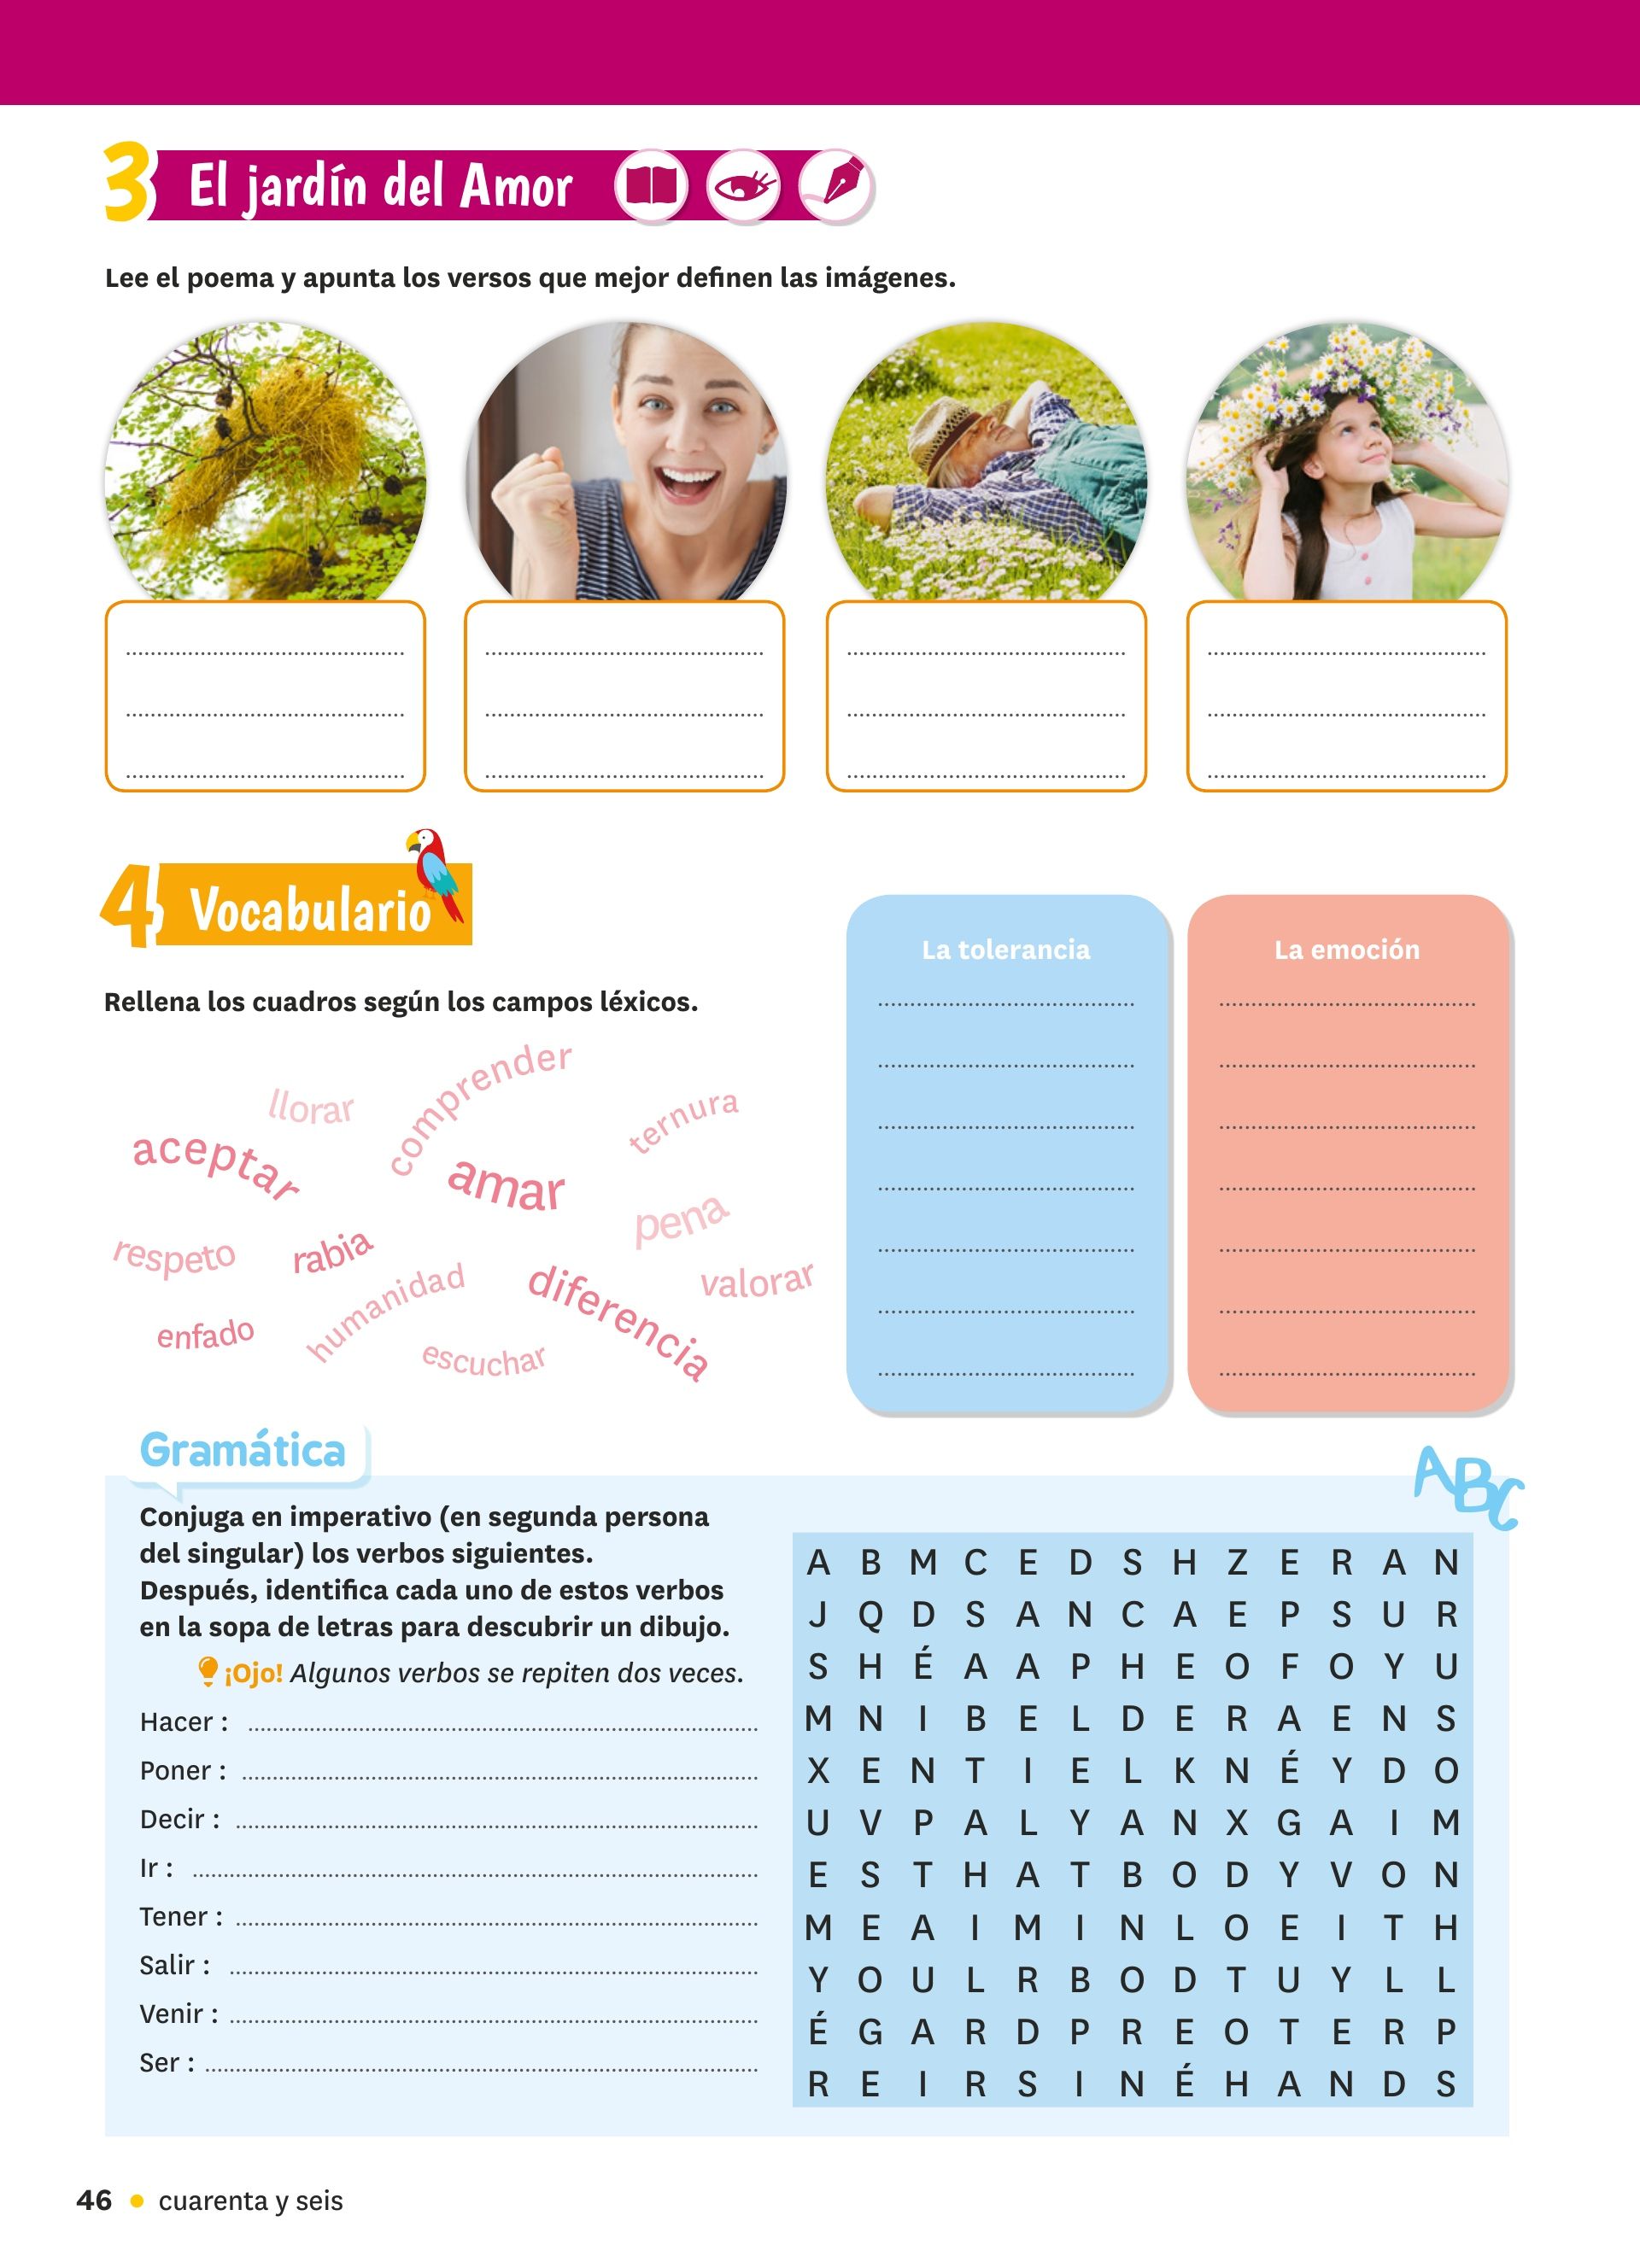 3 El jardín del Amor
Lee el poema y apunta los versos que mejor definen las imágenes.
4 Vocabulario
Rellena los cuadros según los campos léxicos.
llorar
comprender
ternura
aceptar
amar
pena
respeto
rabia
humanidad
diferencia
valorar
enfado
escuchar
La tolerancia
La emoción
Gramática
ABC
Conjuga en imperativo (en segunda persona
del singular) los verbos siguientes.
Después, identifica cada uno de estos verbos
en la sopa de letras para descubrir un dibujo.
¡Ojo! Algunos verbos se repiten dos veces.
Hacer :
Poner :
Decir :
Ir :
Tener :
Salir :
Venir :
Ser :
A B M C E D S H Z E R A N
J Q D S A N C A E P S U R
S H É A A P H E O F O Y U
M N I B E L D E R A E N S
X E N T I E L K N É Y D O
U V P A L Y A N X G A I M
E S T H A T B O D Y V O N
M E A I M I N L O E I T H
Y O U L R B O D T U Y L L
É G A R D P R E O T E R P
R E I R S I N É H A N D S
46 • cuarenta y seis